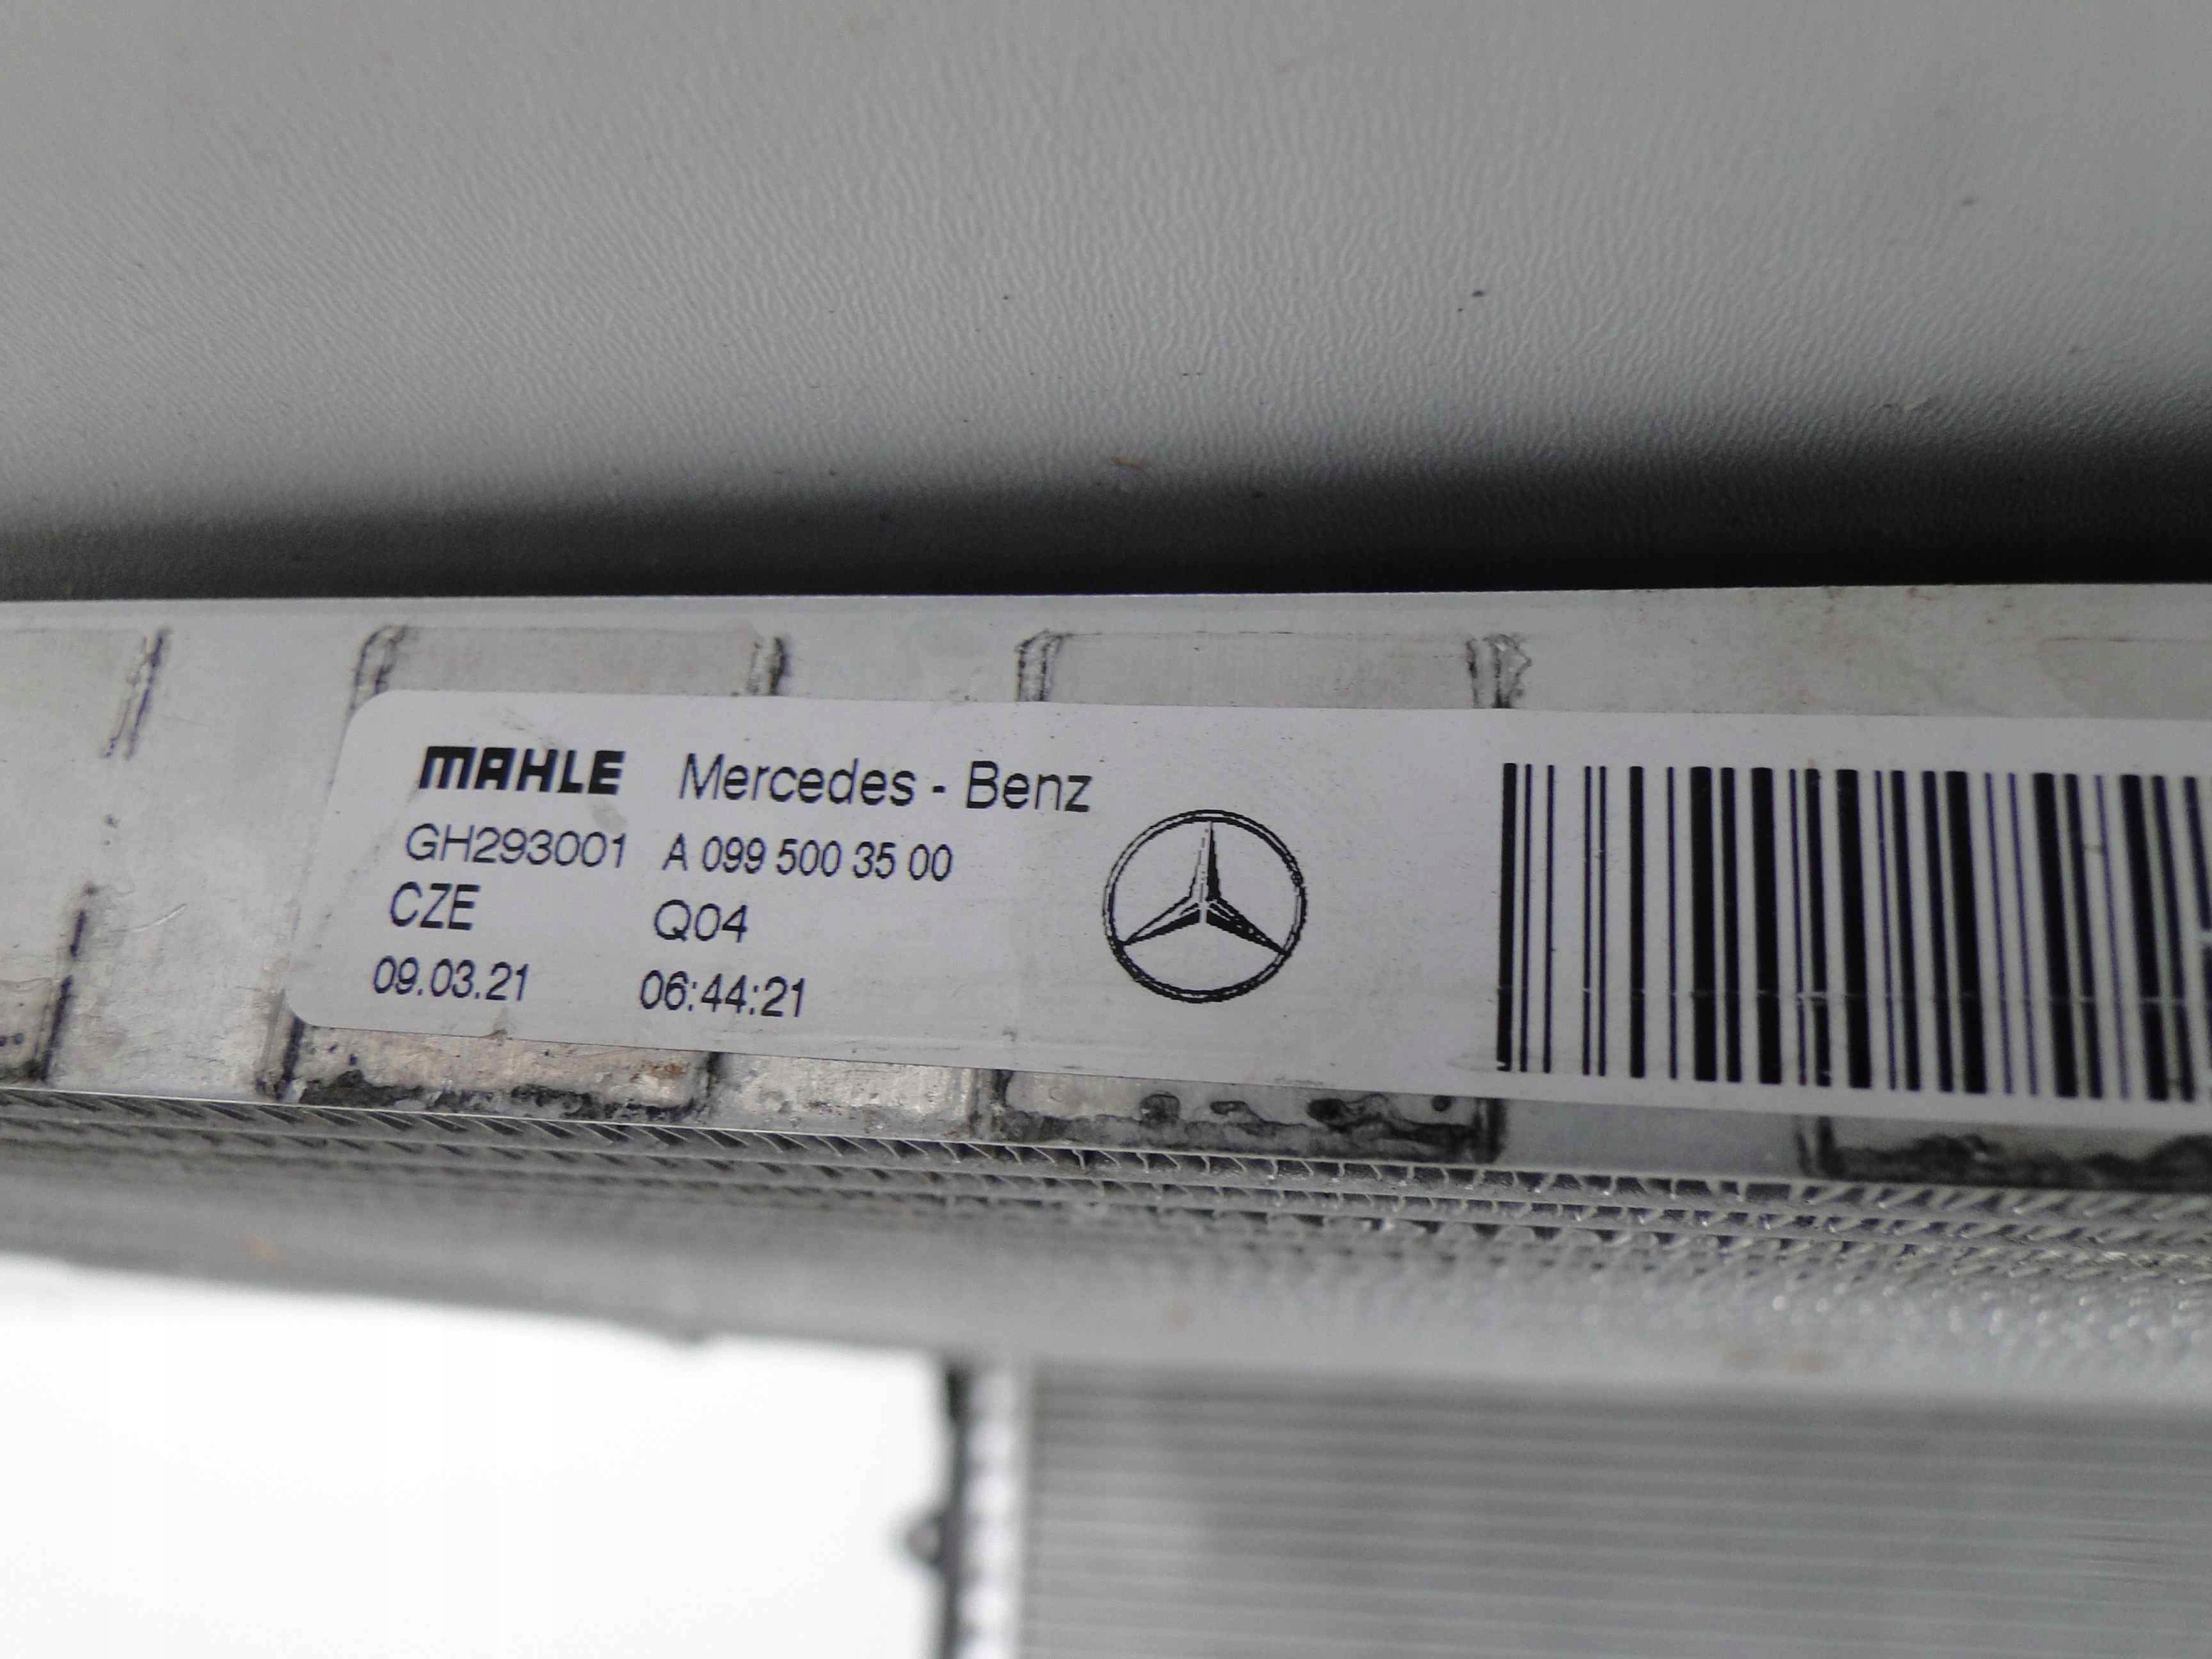 MAHLE Mercedes - Benz
GH293001 A 099 500 35 00
CZE Q04
09.03.21 06:44:21